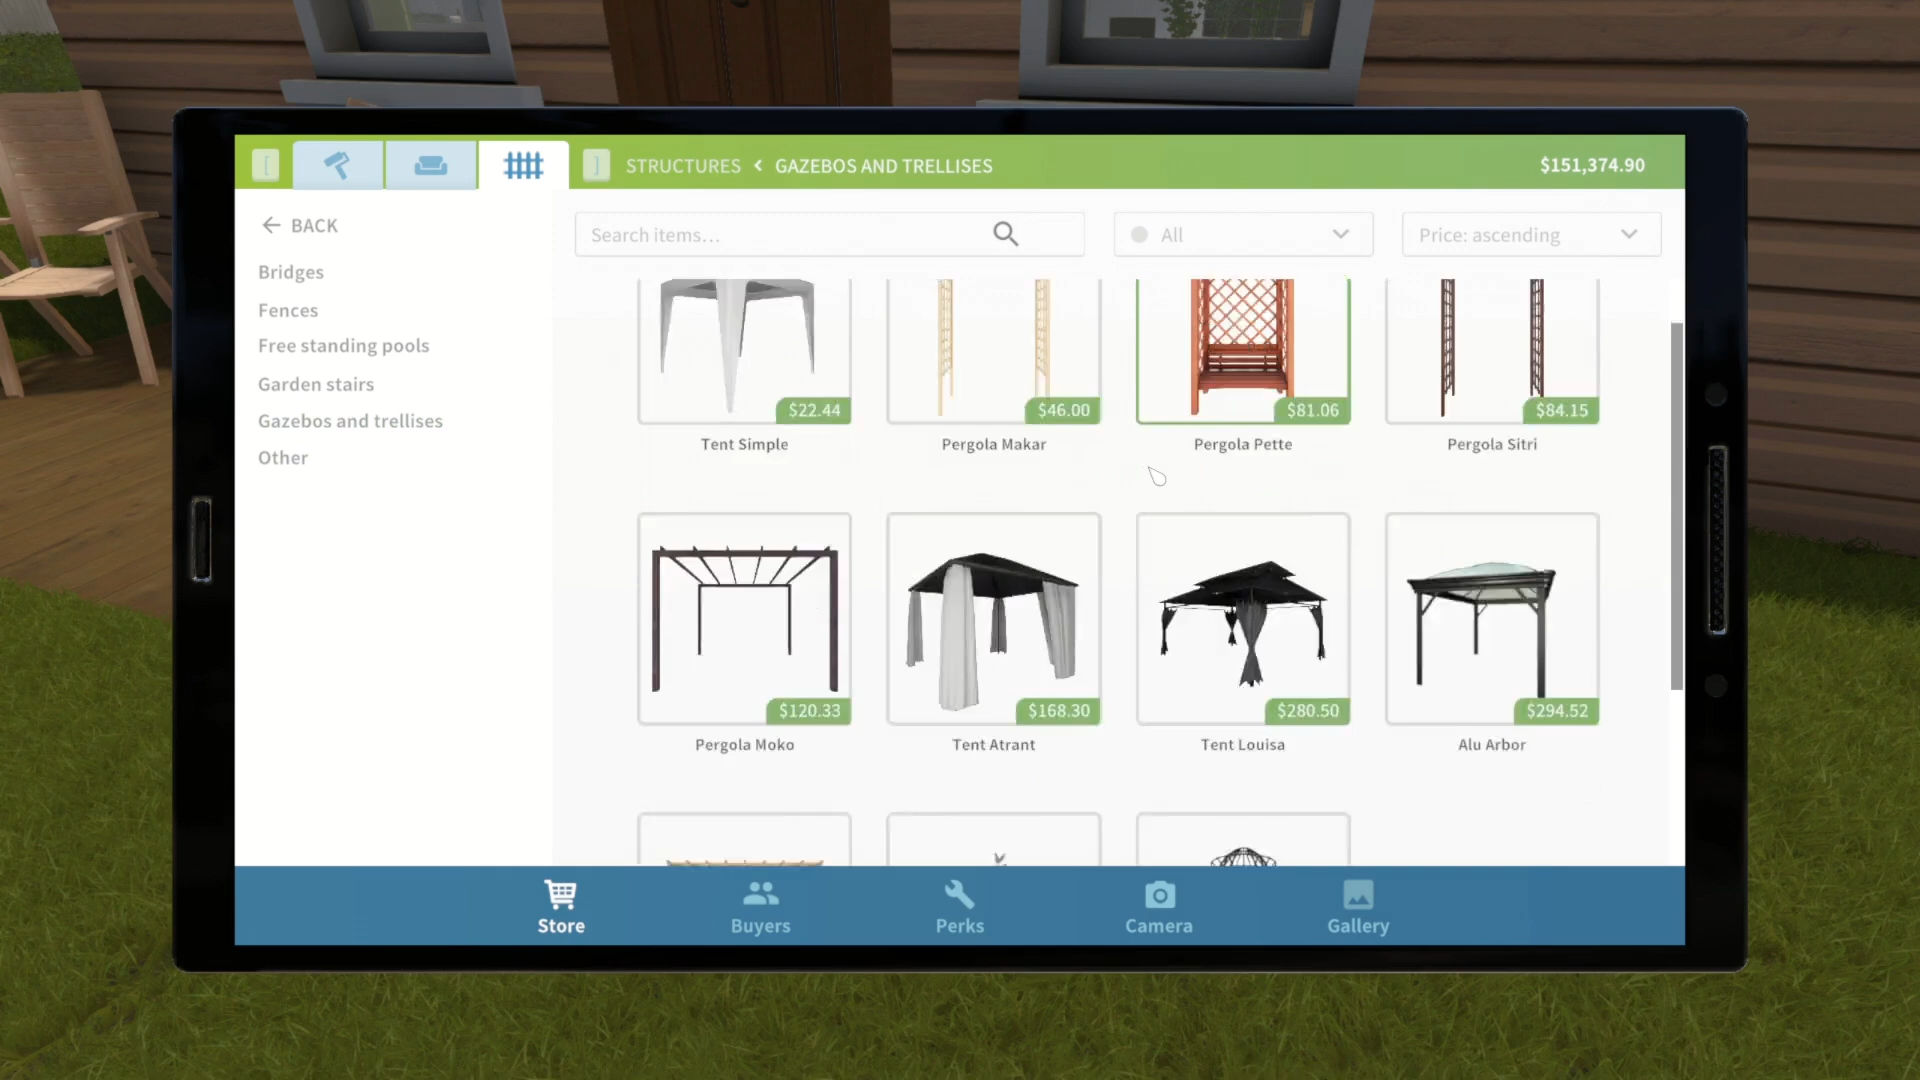 [
] STRUCTURES < GAZEBOS AND TRELLISES
$151,374.90
BACK
Search items...
All
Price: ascending
Bridges
Fences
Free standing pools
Garden stairs
Gazebos and trellises
Other
$22.44
$46.00
$81.06
$84.15
Tent Simple
Pergola Makar
Pergola Pette
Pergola Sitri
$120.33
$168.30
$280.50
$294.52
Pergola Moko
Tent Atrant
Tent Louisa
Alu Arbor
Store
Buyers
Perks
Camera
Gallery